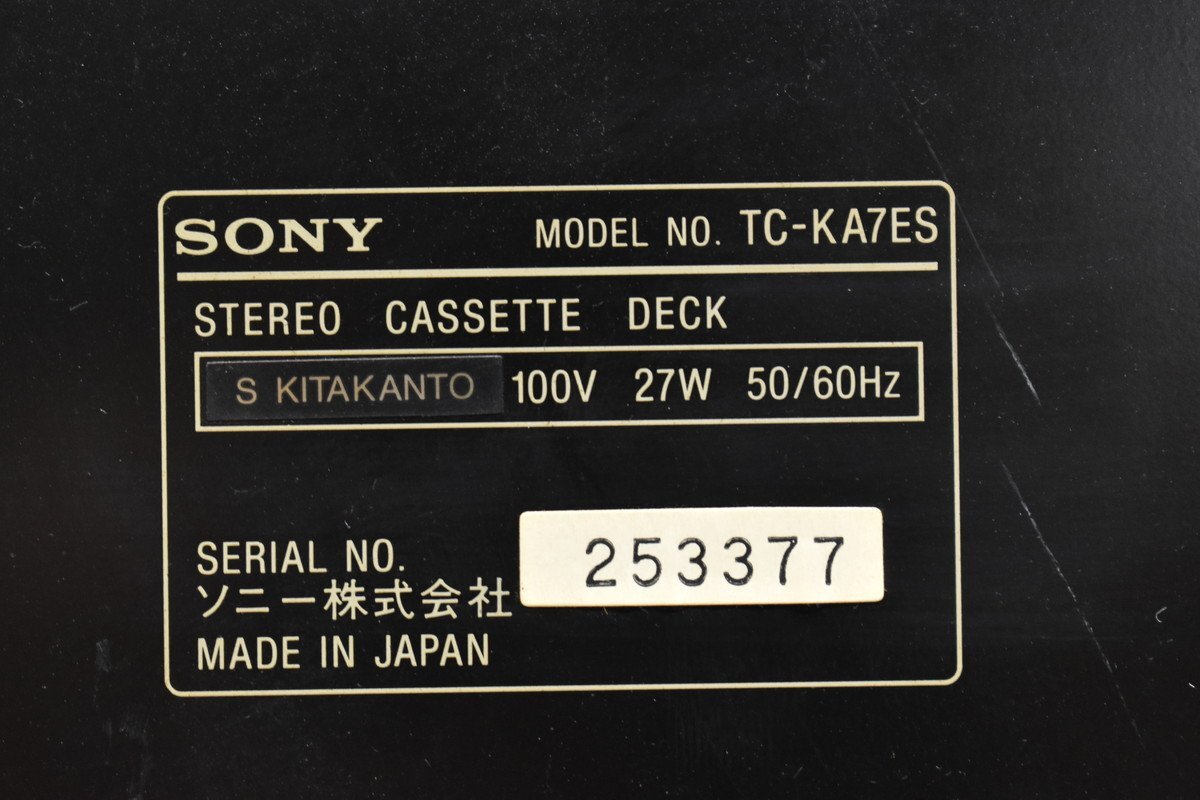 SONY MODEL NO. TC-KA7ES
STEREO CASSETTE DECK
S KITAKANTO 100V 27W 50/60Hz
SERIAL NO. 253377
ソニー株式会社
MADE IN JAPAN